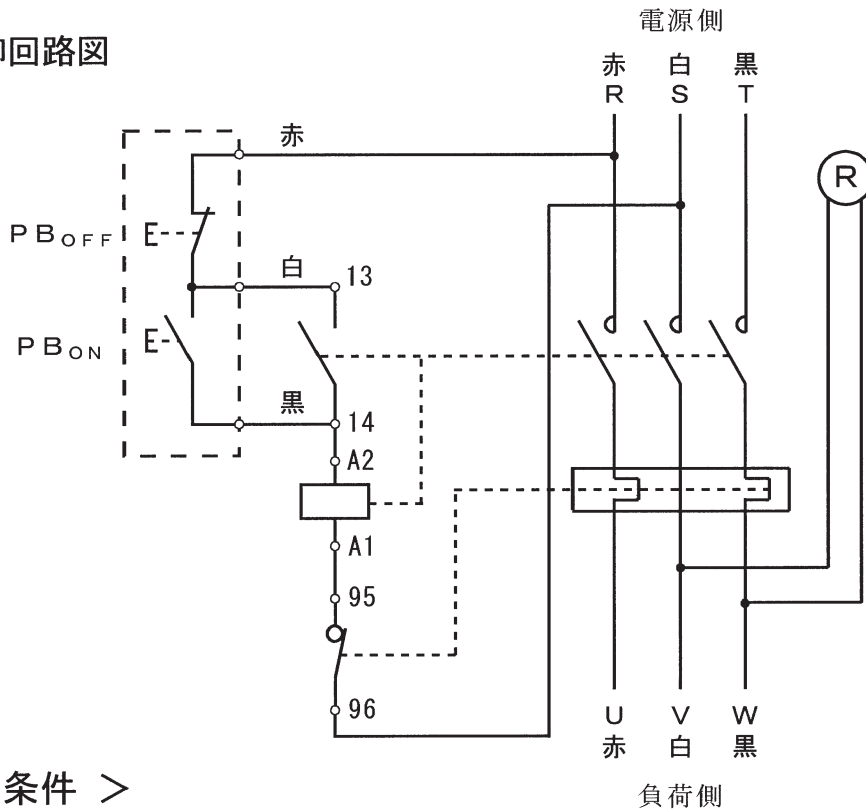 電源側
回路図
赤 白 黒
R S T
赤
R
PBOFF
白
13
PBON
黒
14
A2
A1
95
96
U V W
赤 白 黒
条件 >
負荷側